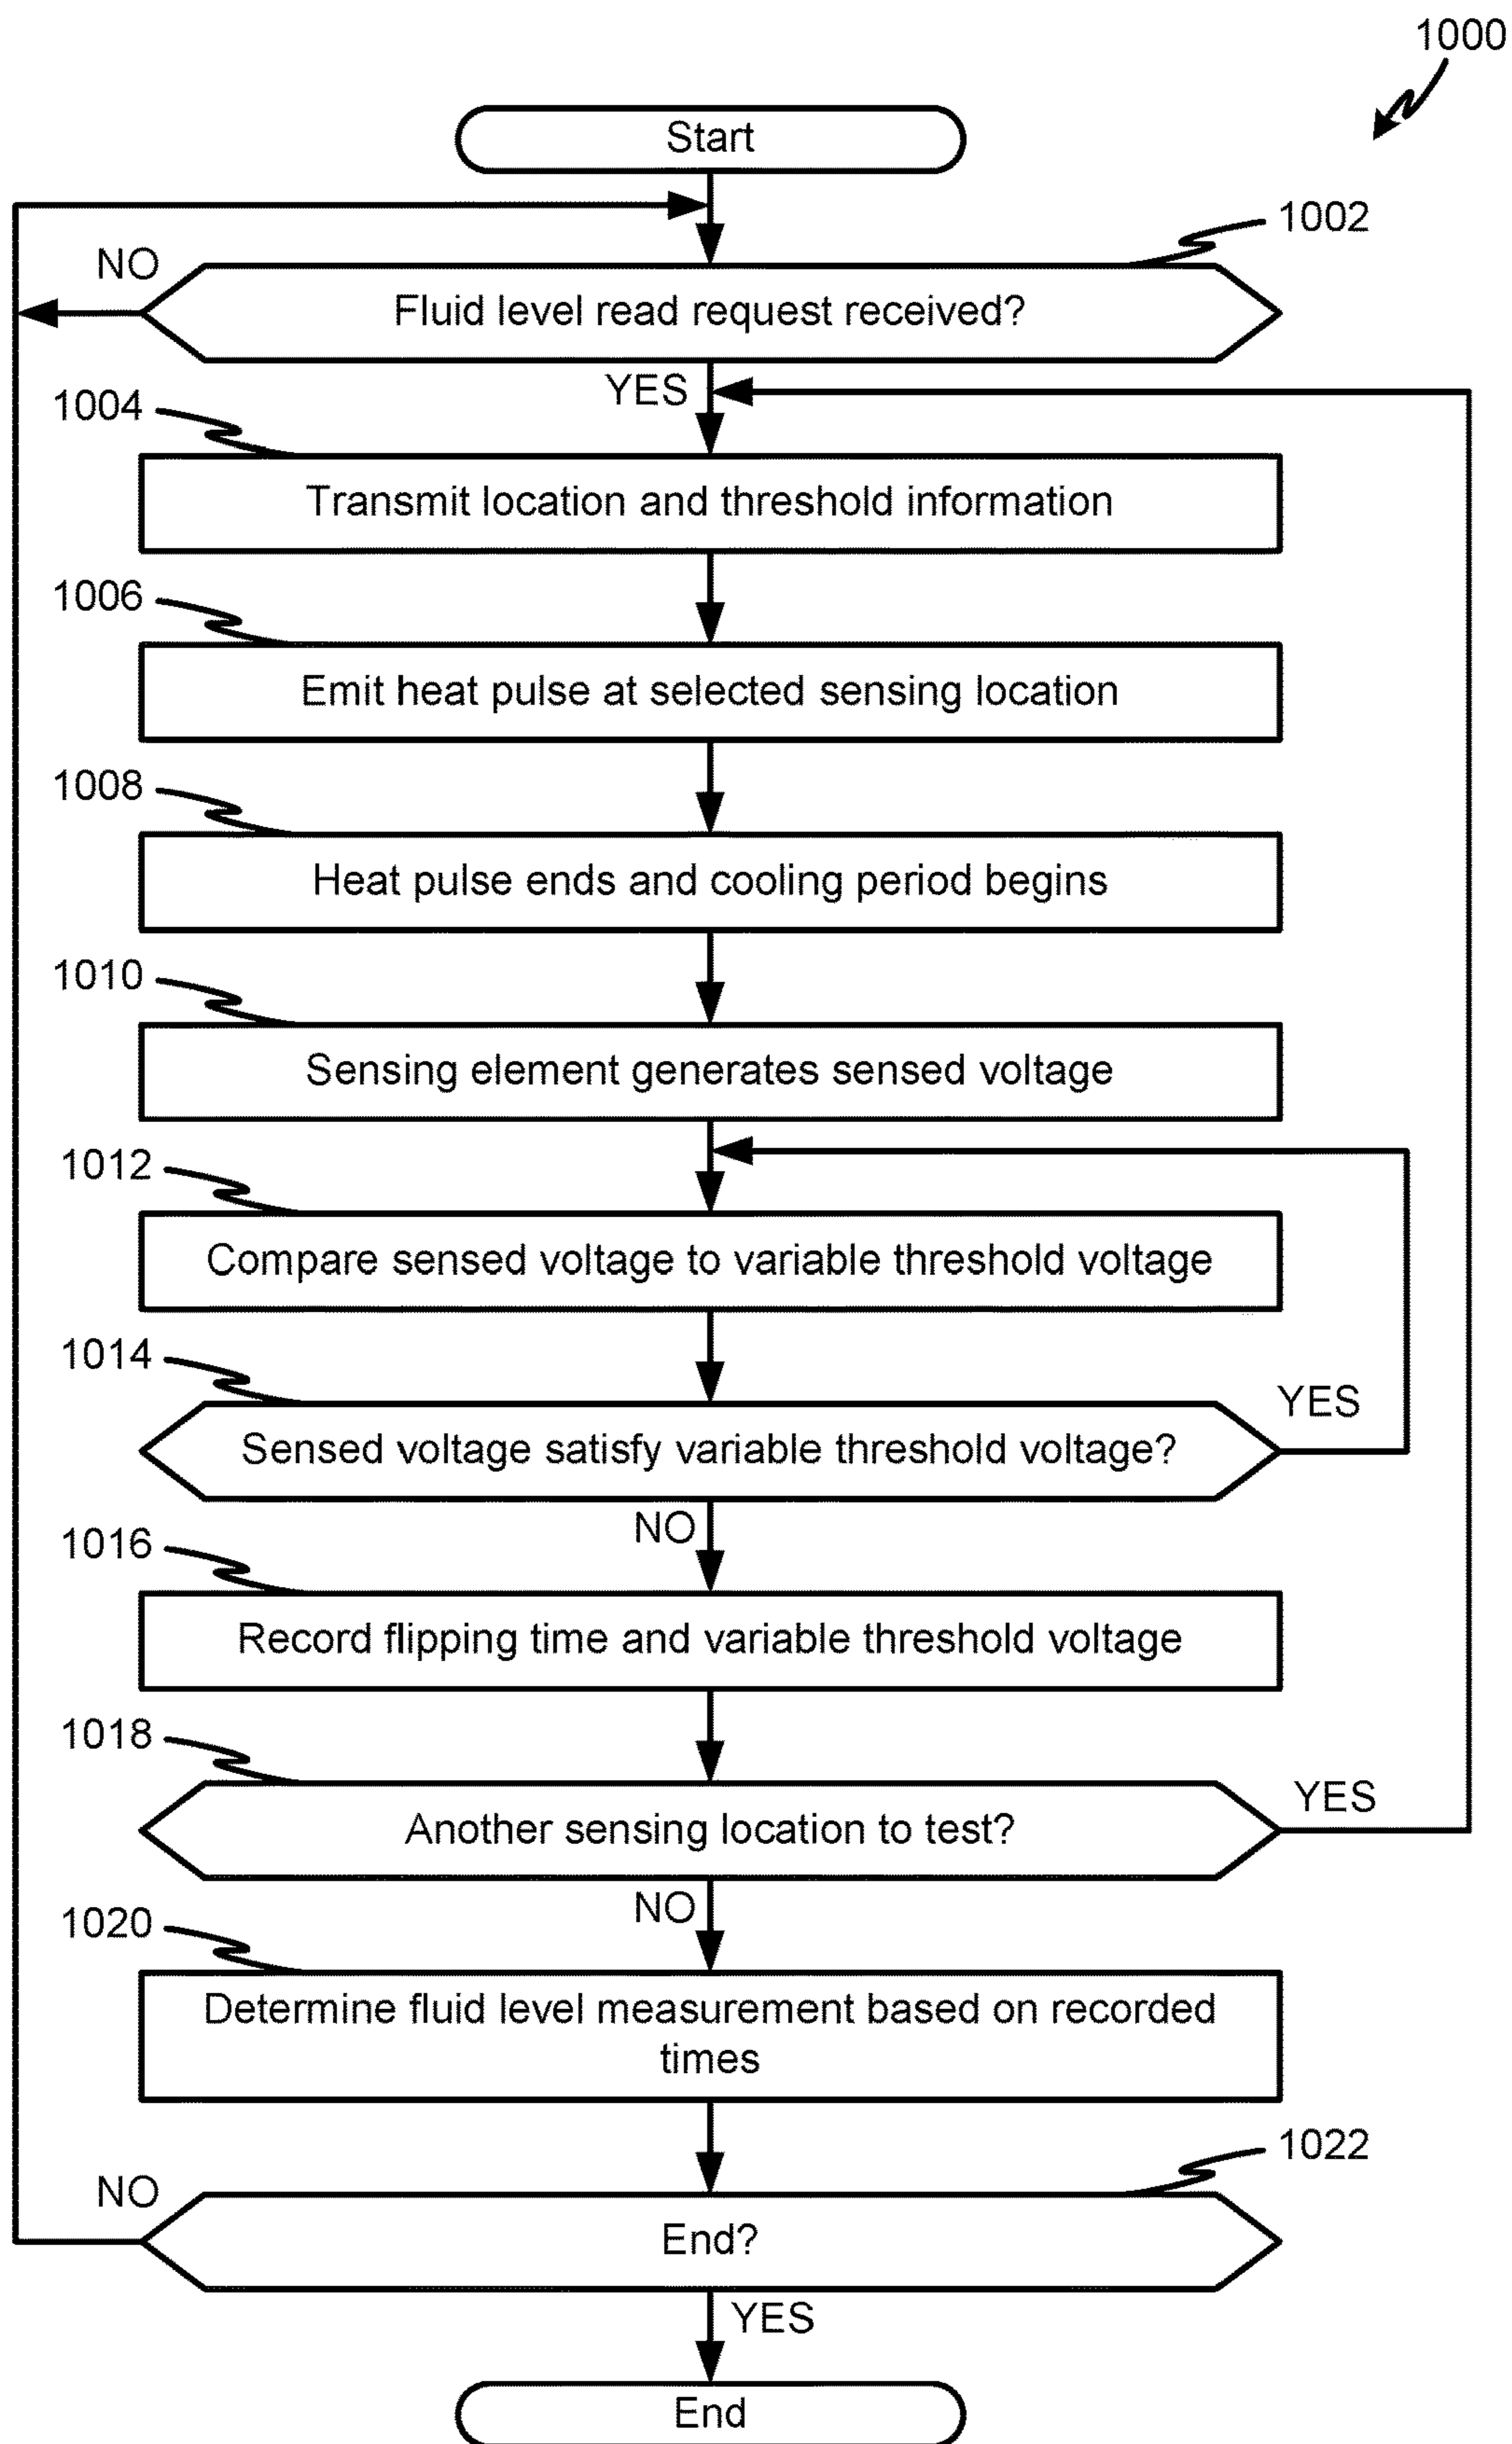 1000
Start
1002
NO
Fluid level read request received?
YES
1004
Transmit location and threshold information
1006
Emit heat pulse at selected sensing location
1008
Heat pulse ends and cooling period begins
1010
Sensing element generates sensed voltage
1012
Compare sensed voltage to variable threshold voltage
1014
YES
Sensed voltage satisfy variable threshold voltage?
NO
1016
Record flipping time and variable threshold voltage
1018
YES
Another sensing location to test?
NO
1020
Determine fluid level measurement based on recorded
times
1022
NO
End?
YES
End